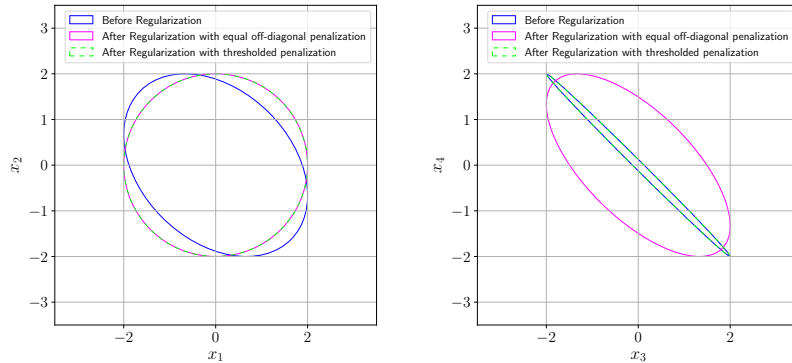 Before Regularization
After Regularization with equal off-diagonal penalization
After Regularization with thresholded penalization
3
2
1
0
−1
−2
−3
x₂
−2
0
2
x₁
Before Regularization
After Regularization with equal off-diagonal penalization
After Regularization with thresholded penalization
3
2
1
0
−1
−2
−3
x₄
−2
0
2
x₃